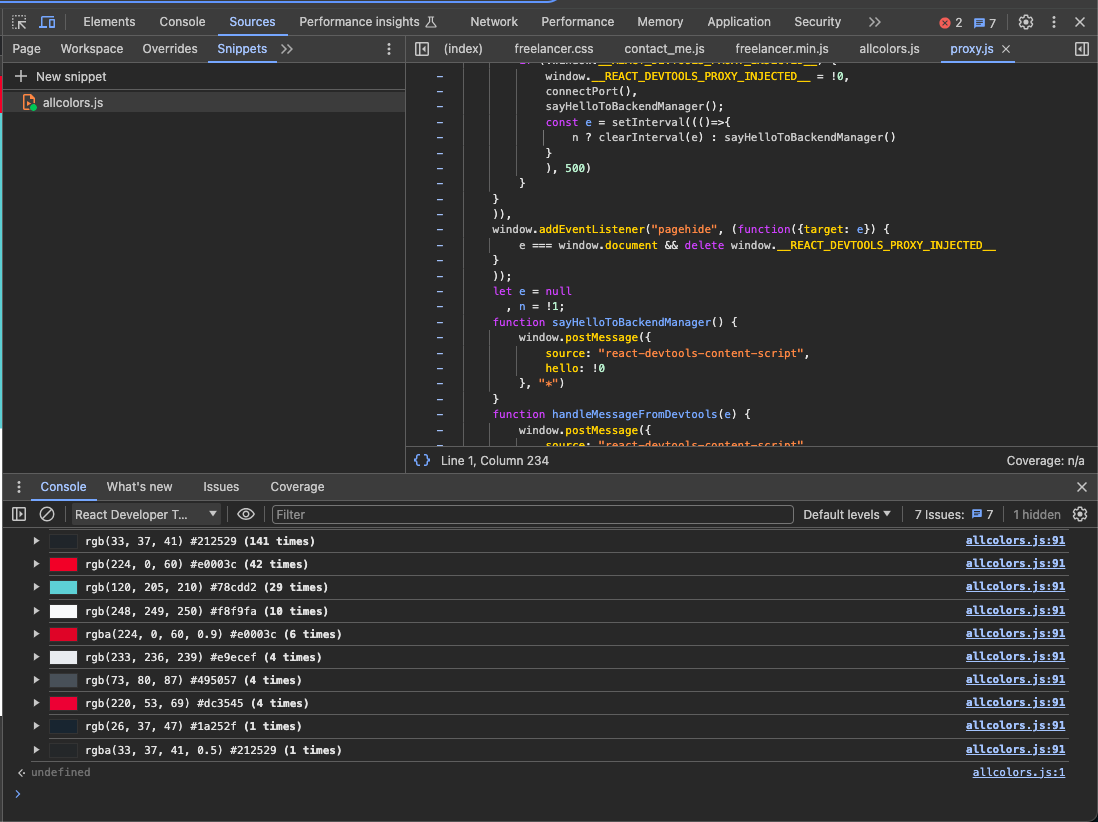 Elements Console Sources Performance insights Network Performance Memory Application Security 2 7
Page Workspace Overrides Snippets
(index) freelancer.css contact_me.js freelancer.min.js allcolors.js proxy.js ×
+ New snippet
allcolors.js
window.__REACT_DEVTOOLS_PROXY_INJECTED__ = !0,
connectPort(),
sayHelloToBackendManager();
const e = setInterval((()=>{
n ? clearInterval(e) : sayHelloToBackendManager()
}
), 500)
}
}
)),
window.addEventListener("pagehide", (function({target: e}) {
e === window.document && delete window.__REACT_DEVTOOLS_PROXY_INJECTED__
}
));
let e = null
, n = !1;
function sayHelloToBackendManager() {
window.postMessage({
source: "react-devtools-content-script",
hello: !0
}, "*")
}
function handleMessageFromDevtools(e) {
window.postMessage({
source: "react-devtools-content-script"
{} Line 1, Column 234 Coverage: n/a
Console What's new Issues Coverage
React Developer T... Filter Default levels 7 Issues: 7 1 hidden
rgb(33, 37, 41) #212529 (141 times) allcolors.js:91
rgb(224, 0, 60) #e0003c (42 times) allcolors.js:91
rgb(120, 205, 210) #78cdd2 (29 times) allcolors.js:91
rgb(248, 249, 250) #f8f9fa (10 times) allcolors.js:91
rgba(224, 0, 60, 0.9) #e0003c (6 times) allcolors.js:91
rgb(233, 236, 239) #e9ecef (4 times) allcolors.js:91
rgb(73, 80, 87) #495057 (4 times) allcolors.js:91
rgb(220, 53, 69) #dc3545 (4 times) allcolors.js:91
rgb(26, 37, 47) #1a252f (1 times) allcolors.js:91
rgba(33, 37, 41, 0.5) #212529 (1 times) allcolors.js:91
undefined allcolors.js:1